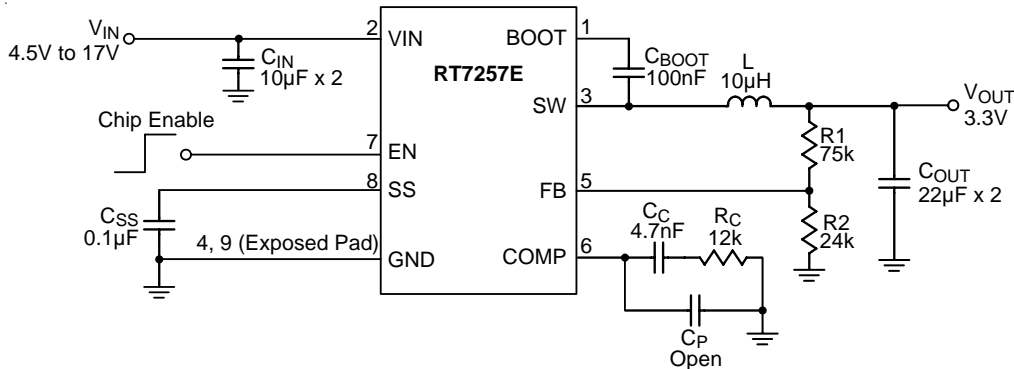 VIN
4.5V to 17V
2
VIN
CIN
10µF x 2
RT7257E
BOOT
1
CBOOT
100nF
L
10µH
SW
3
VOUT
3.3V
Chip Enable
7
EN
R1
75k
8
SS
FB
5
COUT
22µF x 2
CSS
0.1µF
R2
24k
4, 9 (Exposed Pad)
GND
COMP
6
CC
4.7nF
RC
12k
CP
Open